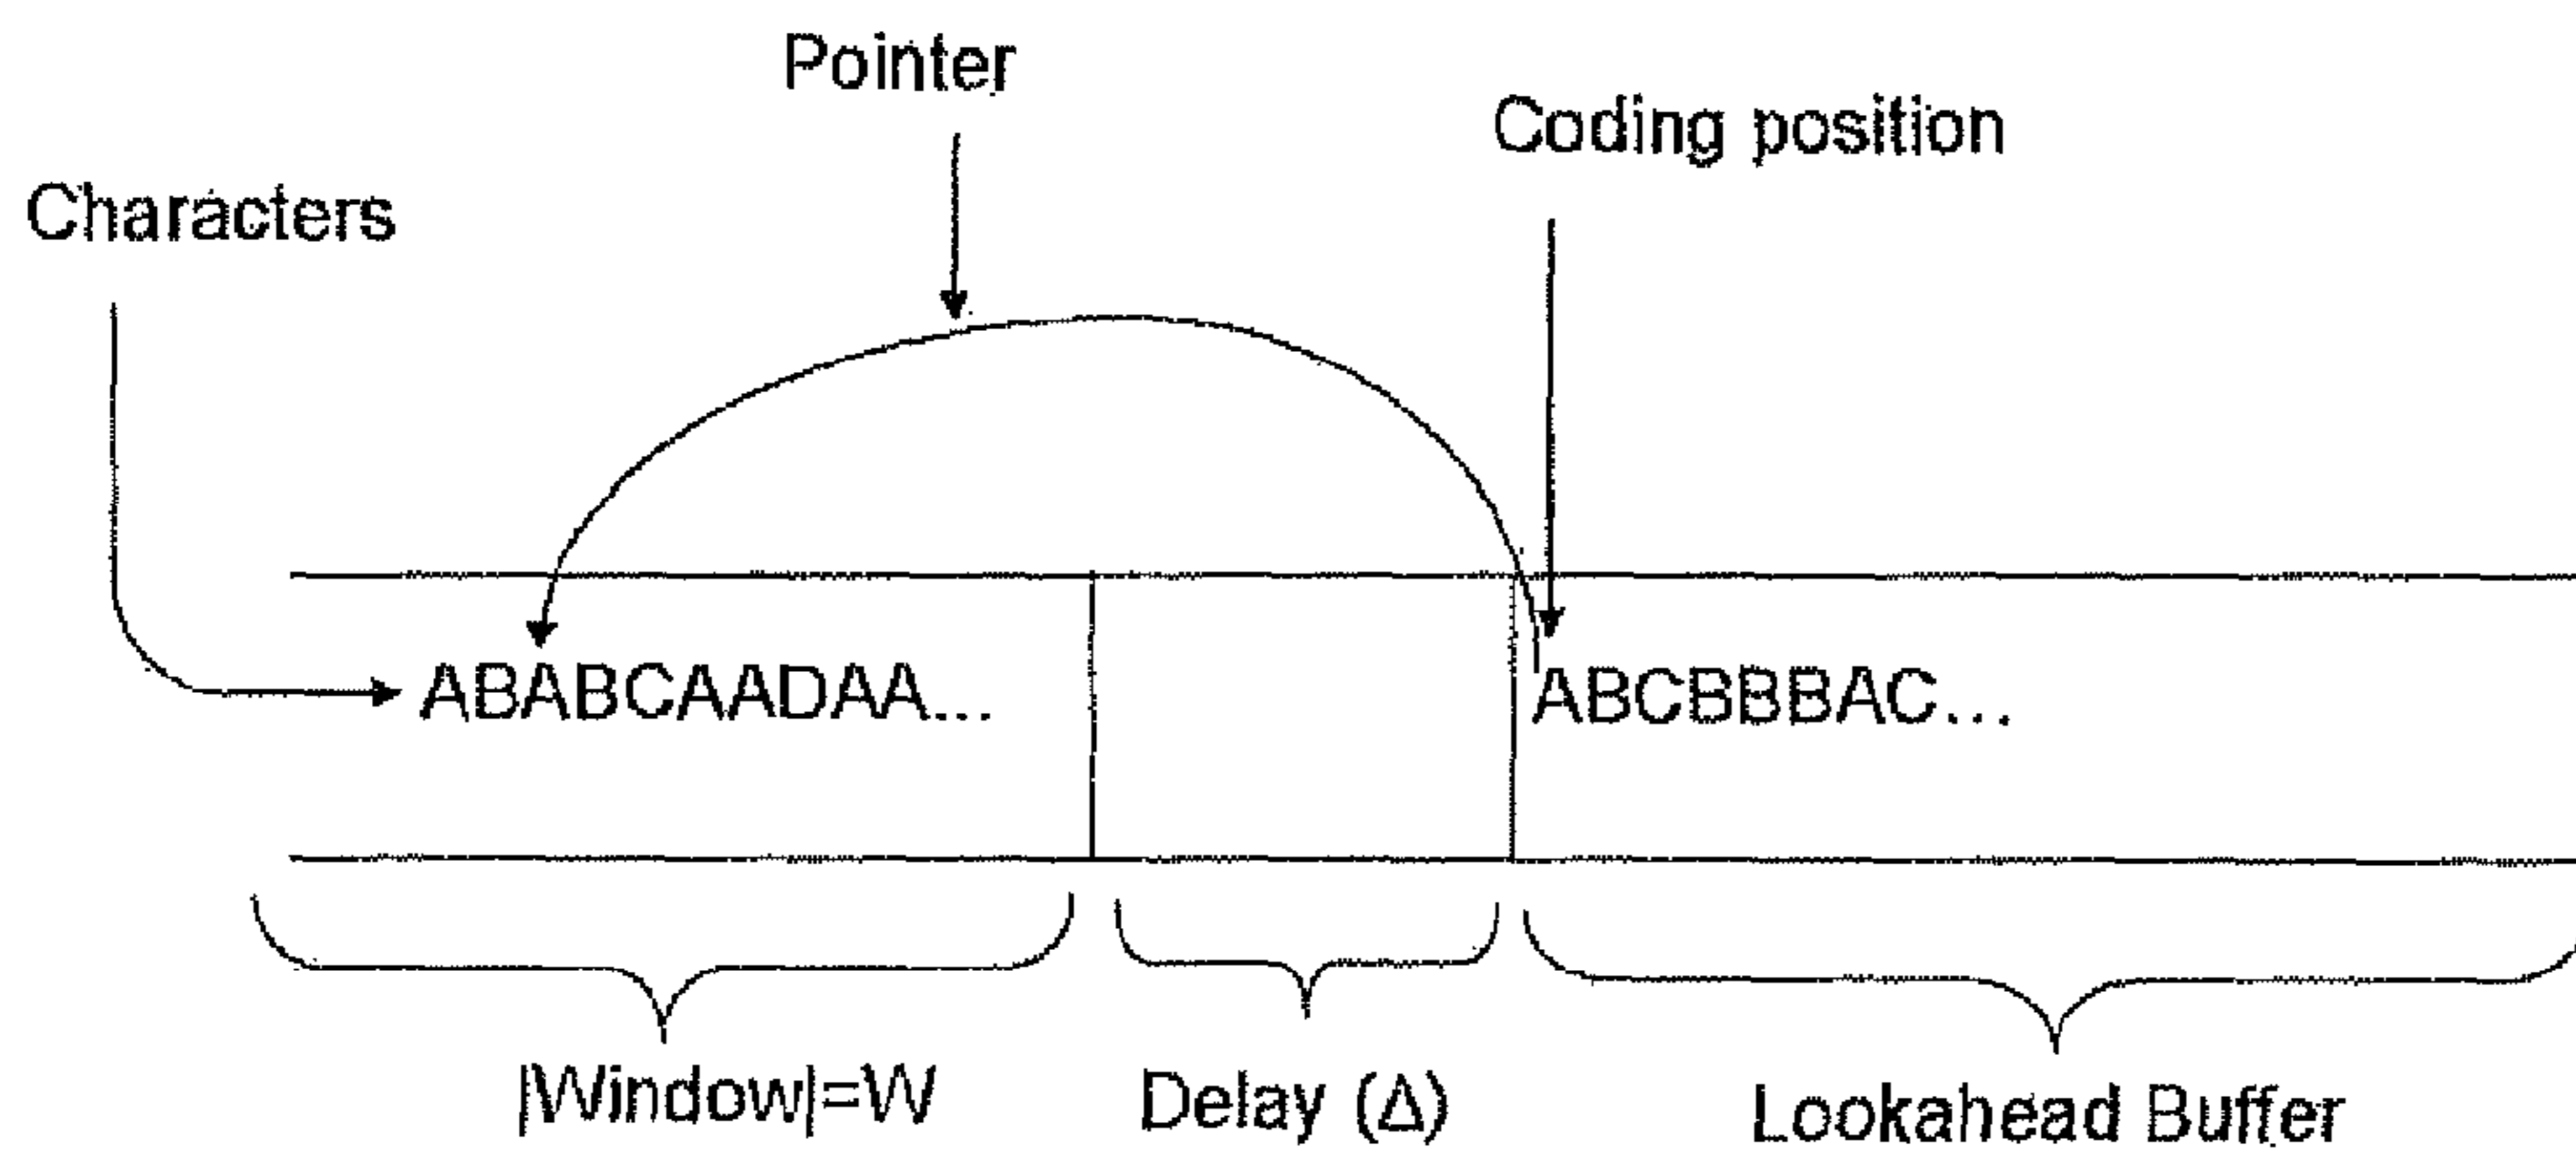 Pointer
Coding position
Characters
ABABCAADAA...
ABCBBBAC...
|Window|=W
Delay (Δ)
Lookahead Buffer